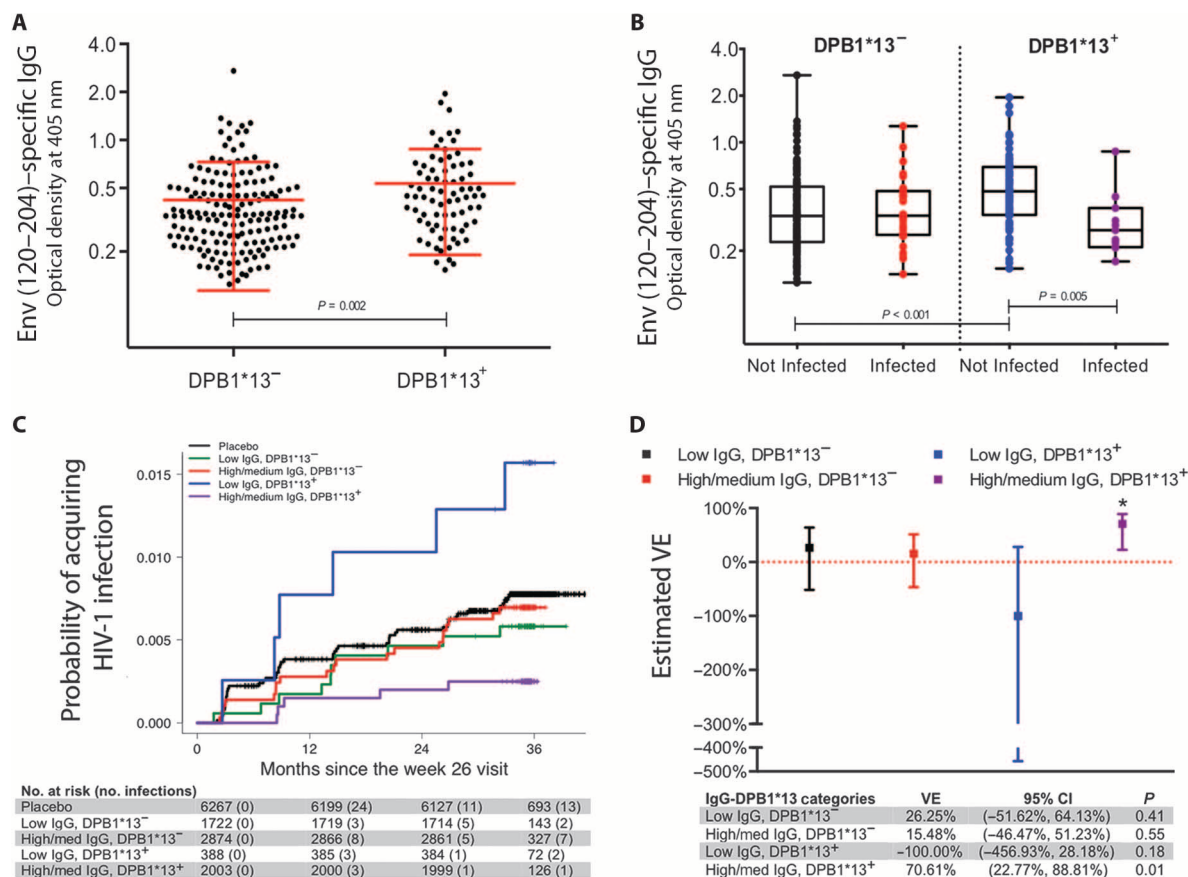 A
Env (120–204)–specific IgG
Optical density at 405 nm
4.0
2.0
1.0
0.5
0.2
P = 0.002
DPB1*13−
DPB1*13+
B
Env (120–204)–specific IgG
Optical density at 405 nm
DPB1*13−
DPB1*13+
4.0
2.0
1.0
0.5
0.2
P = 0.005
P < 0.001
Not Infected
Infected
Not Infected
Infected
C
Probability of acquiring
HIV-1 infection
Placebo
Low IgG, DPB1*13−
High/medium IgG, DPB1*13−
Low IgG, DPB1*13+
High/medium IgG, DPB1*13+
0.015
0.010
0.005
0.000
0 12 24 36
Months since the week 26 visit
No. at risk (no. infections)
Placebo 6267 (0) 6199 (24) 6127 (11) 693 (13)
Low IgG, DPB1*13− 1722 (0) 1719 (3) 1714 (5) 143 (2)
High/med IgG, DPB1*13− 2874 (0) 2866 (8) 2861 (5) 327 (7)
Low IgG, DPB1*13+ 388 (0) 385 (3) 384 (1) 72 (2)
High/med IgG, DPB1*13+ 2003 (0) 2000 (3) 1999 (1) 126 (1)
D
Low IgG, DPB1*13−
Low IgG, DPB1*13+
High/medium IgG, DPB1*13−
High/medium IgG, DPB1*13+
Estimated VE
100%
0%
−100%
−200%
−300%
−400%
−500%
*
IgG-DPB1*13 categories VE 95% CI P
Low IgG, DPB1*13− 26.25% (−51.62%, 64.13%) 0.41
High/med IgG, DPB1*13− 15.48% (−46.47%, 51.23%) 0.55
Low IgG, DPB1*13+ −100.00% (−456.93%, 28.18%) 0.18
High/med IgG, DPB1*13+ 70.61% (22.77%, 88.81%) 0.01